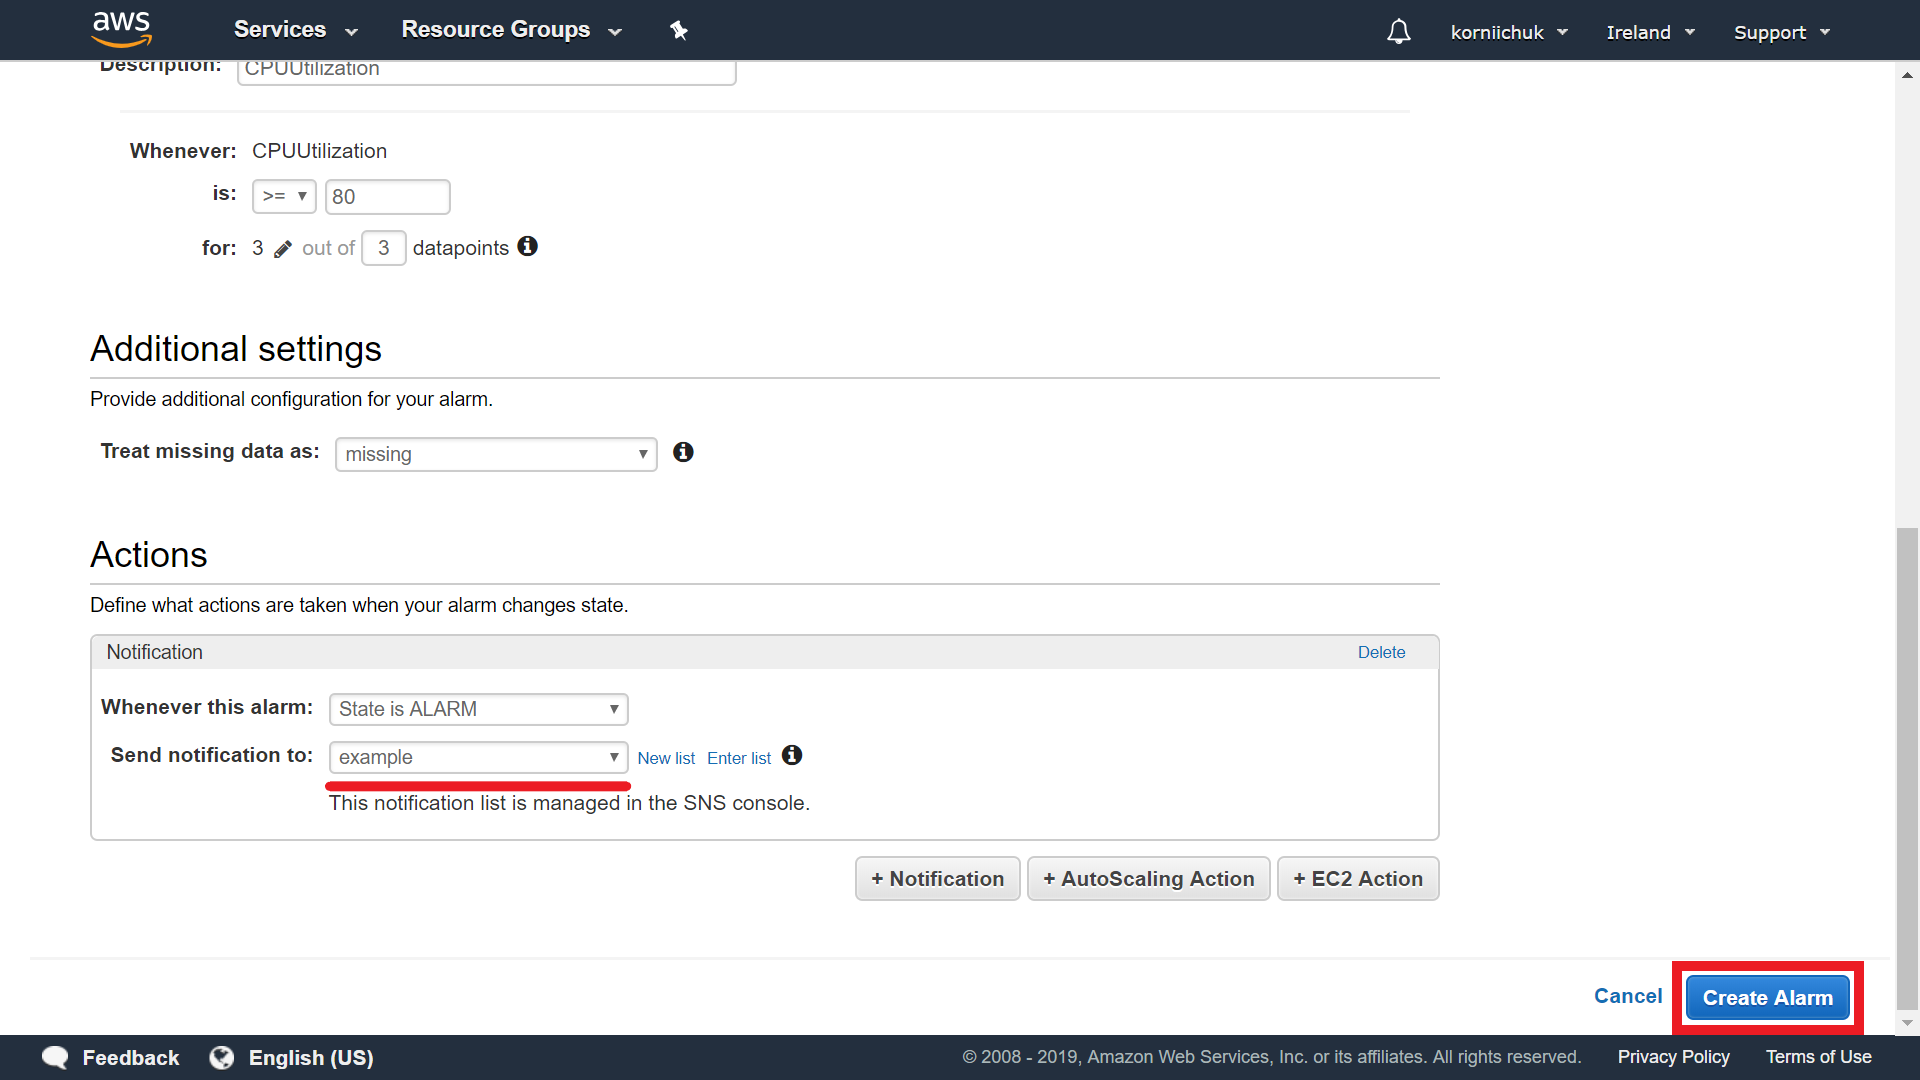 aws Services Resource Groups korniichuk Ireland Support
Description: CPUUtilization
Whenever: CPUUtilization
is: >= 80
for: 3 out of 3 datapoints
Additional settings
Provide additional configuration for your alarm.
Treat missing data as: missing
Actions
Define what actions are taken when your alarm changes state.
Notification Delete
Whenever this alarm: State is ALARM
Send notification to: example New list Enter list
This notification list is managed in the SNS console.
+ Notification + AutoScaling Action + EC2 Action
Cancel Create Alarm
Feedback English (US) © 2008 - 2019, Amazon Web Services, Inc. or its affiliates. All rights reserved. Privacy Policy Terms of Use